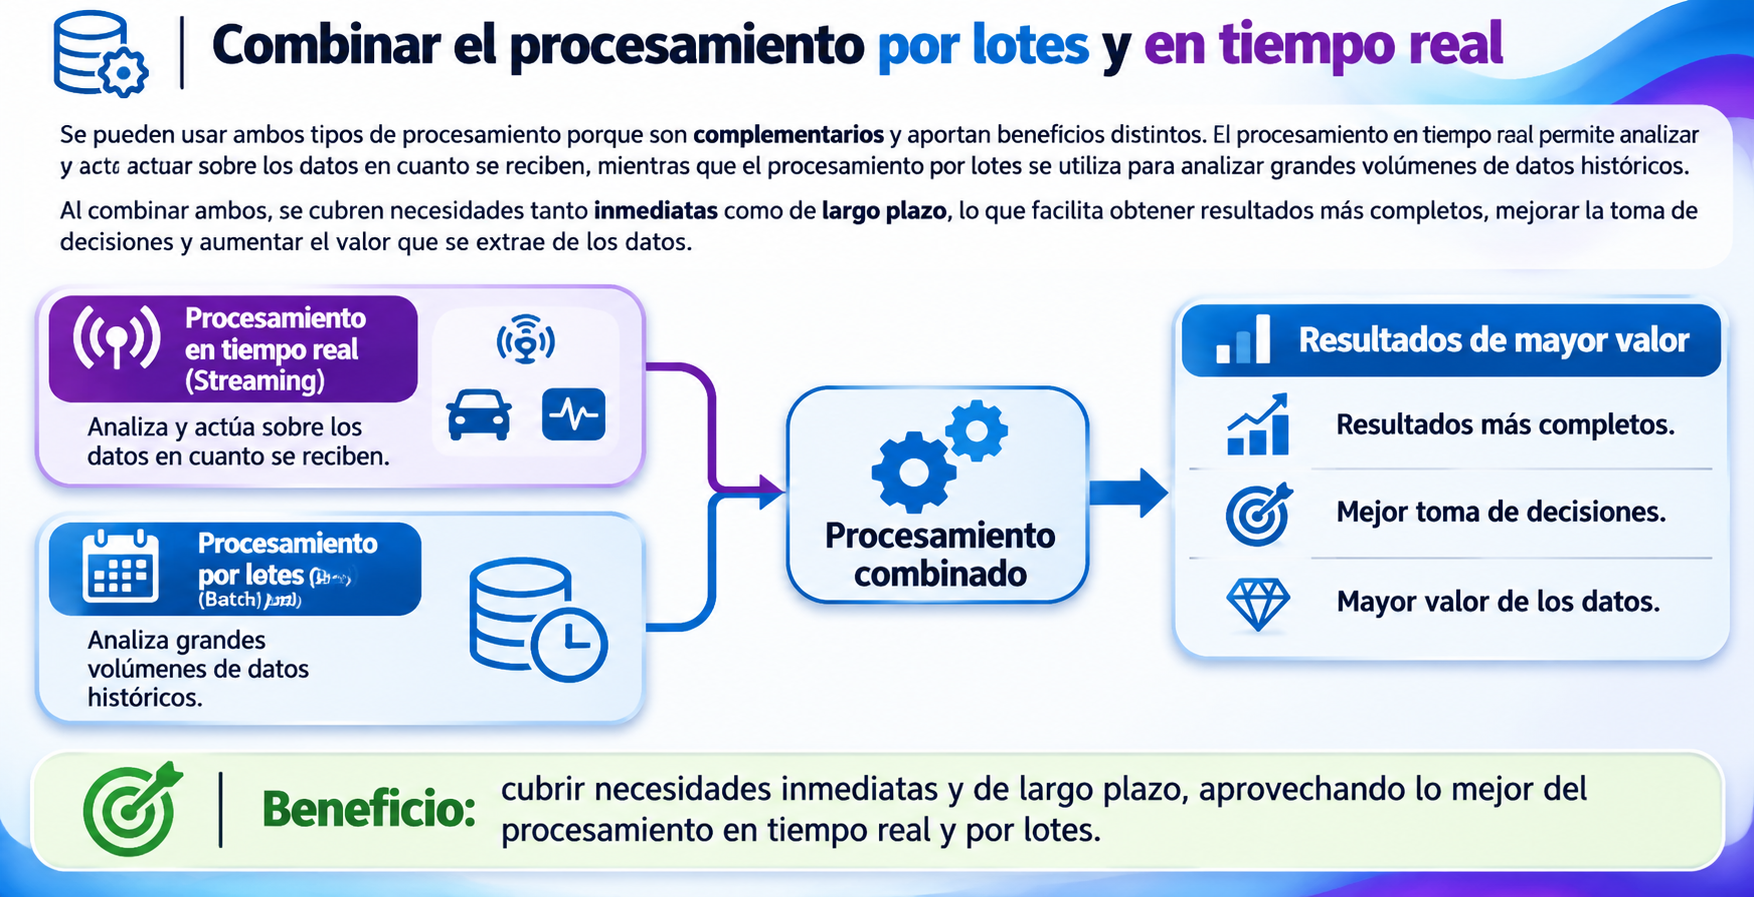 Combinar el procesamiento por lotes y en tiempo real
Se pueden usar ambos tipos de procesamiento porque son complementarios y aportan beneficios distintos. El procesamiento en tiempo real permite analizar
y actuar sobre los datos en cuanto se reciben, mientras que el procesamiento por lotes se utiliza para analizar grandes volúmenes de datos históricos.
Al combinar ambos, se cubren necesidades tanto inmediatas como de largo plazo, lo que facilita obtener resultados más completos, mejorar la toma de
decisiones y aumentar el valor que se extrae de los datos.
Procesamiento
en tiempo real
(Streaming)
Analiza y actúa sobre los
datos en cuanto se reciben.
Procesamiento
por lotes
(Batch)
Analiza grandes
volúmenes de datos
históricos.
Procesamiento
combinado
Resultados de mayor valor
Resultados más completos.
Mejor toma de decisiones.
Mayor valor de los datos.
Beneficio:
cubrir necesidades inmediatas y de largo plazo, aprovechando lo mejor del
procesamiento en tiempo real y por lotes.